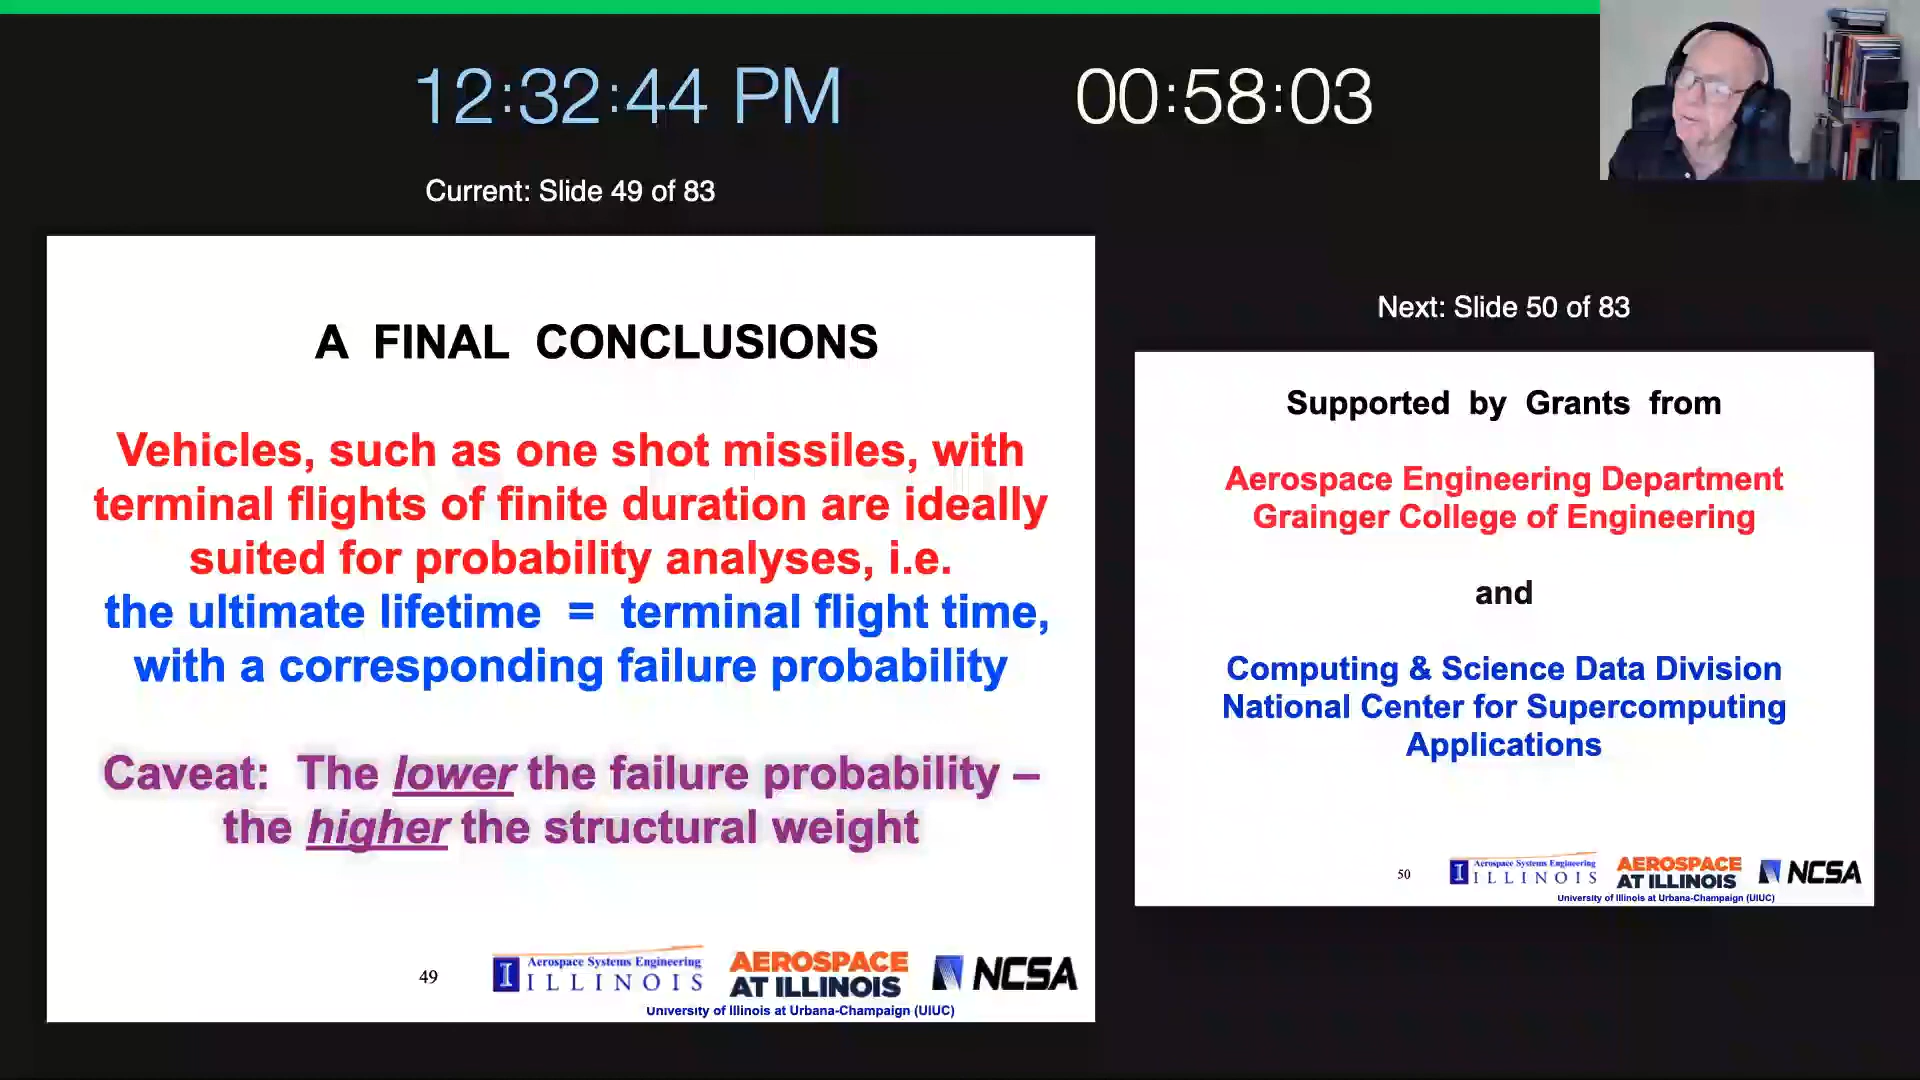 12:32:44 PM
00:58:03
Current: Slide 49 of 83
A FINAL CONCLUSIONS
Vehicles, such as one shot missiles, with
terminal flights of finite duration are ideally
suited for probability analyses, i.e.
the ultimate lifetime = terminal flight time,
with a corresponding failure probability
Caveat: The lower the failure probability –
the higher the structural weight
49
I
Aerospace Systems Engineering
ILLINOIS
AEROSPACE
AT ILLINOIS
NCSA
University of Illinois at Urbana-Champaign (UIUC)
Next: Slide 50 of 83
Supported by Grants from
Aerospace Engineering Department
Grainger College of Engineering
and
Computing & Science Data Division
National Center for Supercomputing
Applications
50
I
Aerospace Systems Engineering
ILLINOIS
AEROSPACE
AT ILLINOIS
NCSA
University of Illinois at Urbana-Champaign (UIUC)